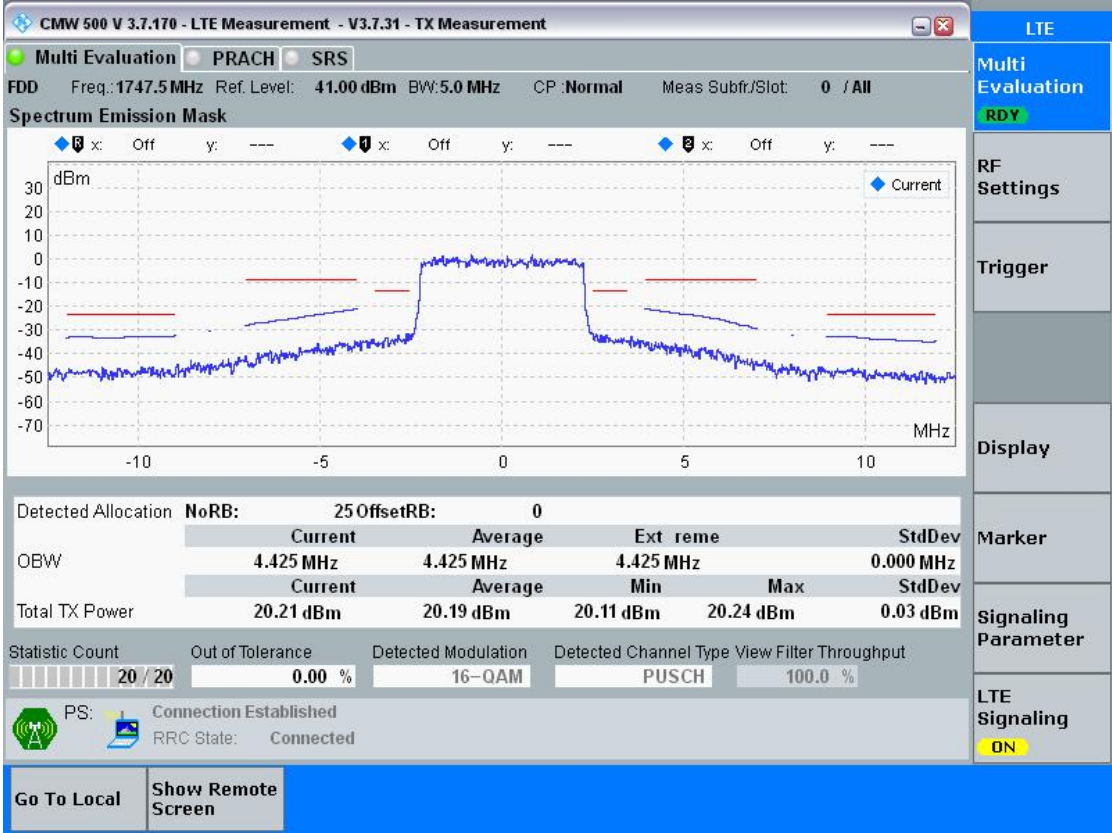 CMW 500 V 3.7.170 - LTE Measurement - V3.7.31 - TX Measurement
LTE
Multi Evaluation PRACH SRS
Multi Evaluation
RDY
FDD Freq.:1747.5 MHz Ref. Level: 41.00 dBm BW:5.0 MHz CP :Normal Meas Subfr./Slot: 0 / All
Spectrum Emission Mask
R x: Off y: --- 1 x: Off y: --- 2 x: Off y: ---
dBm
Current
30
20
10
0
-10
-20
-30
-40
-50
-60
-70
MHz
-10 -5 0 5 10
RF
Settings
Trigger
Display
Marker
Signaling
Parameter
LTE
Signaling
ON
Detected Allocation NoRB: 25 OffsetRB: 0
Current Average Ext reme StdDev
OBW 4.425 MHz 4.425 MHz 4.425 MHz 0.000 MHz
Current Average Min Max StdDev
Total TX Power 20.21 dBm 20.19 dBm 20.11 dBm 20.24 dBm 0.03 dBm
Statistic Count Out of Tolerance Detected Modulation Detected Channel Type View Filter Throughput
20 / 20 0.00 % 16-QAM PUSCH 100.0 %
PS: Connection Established
RRC State: Connected
Go To Local
Show Remote
Screen